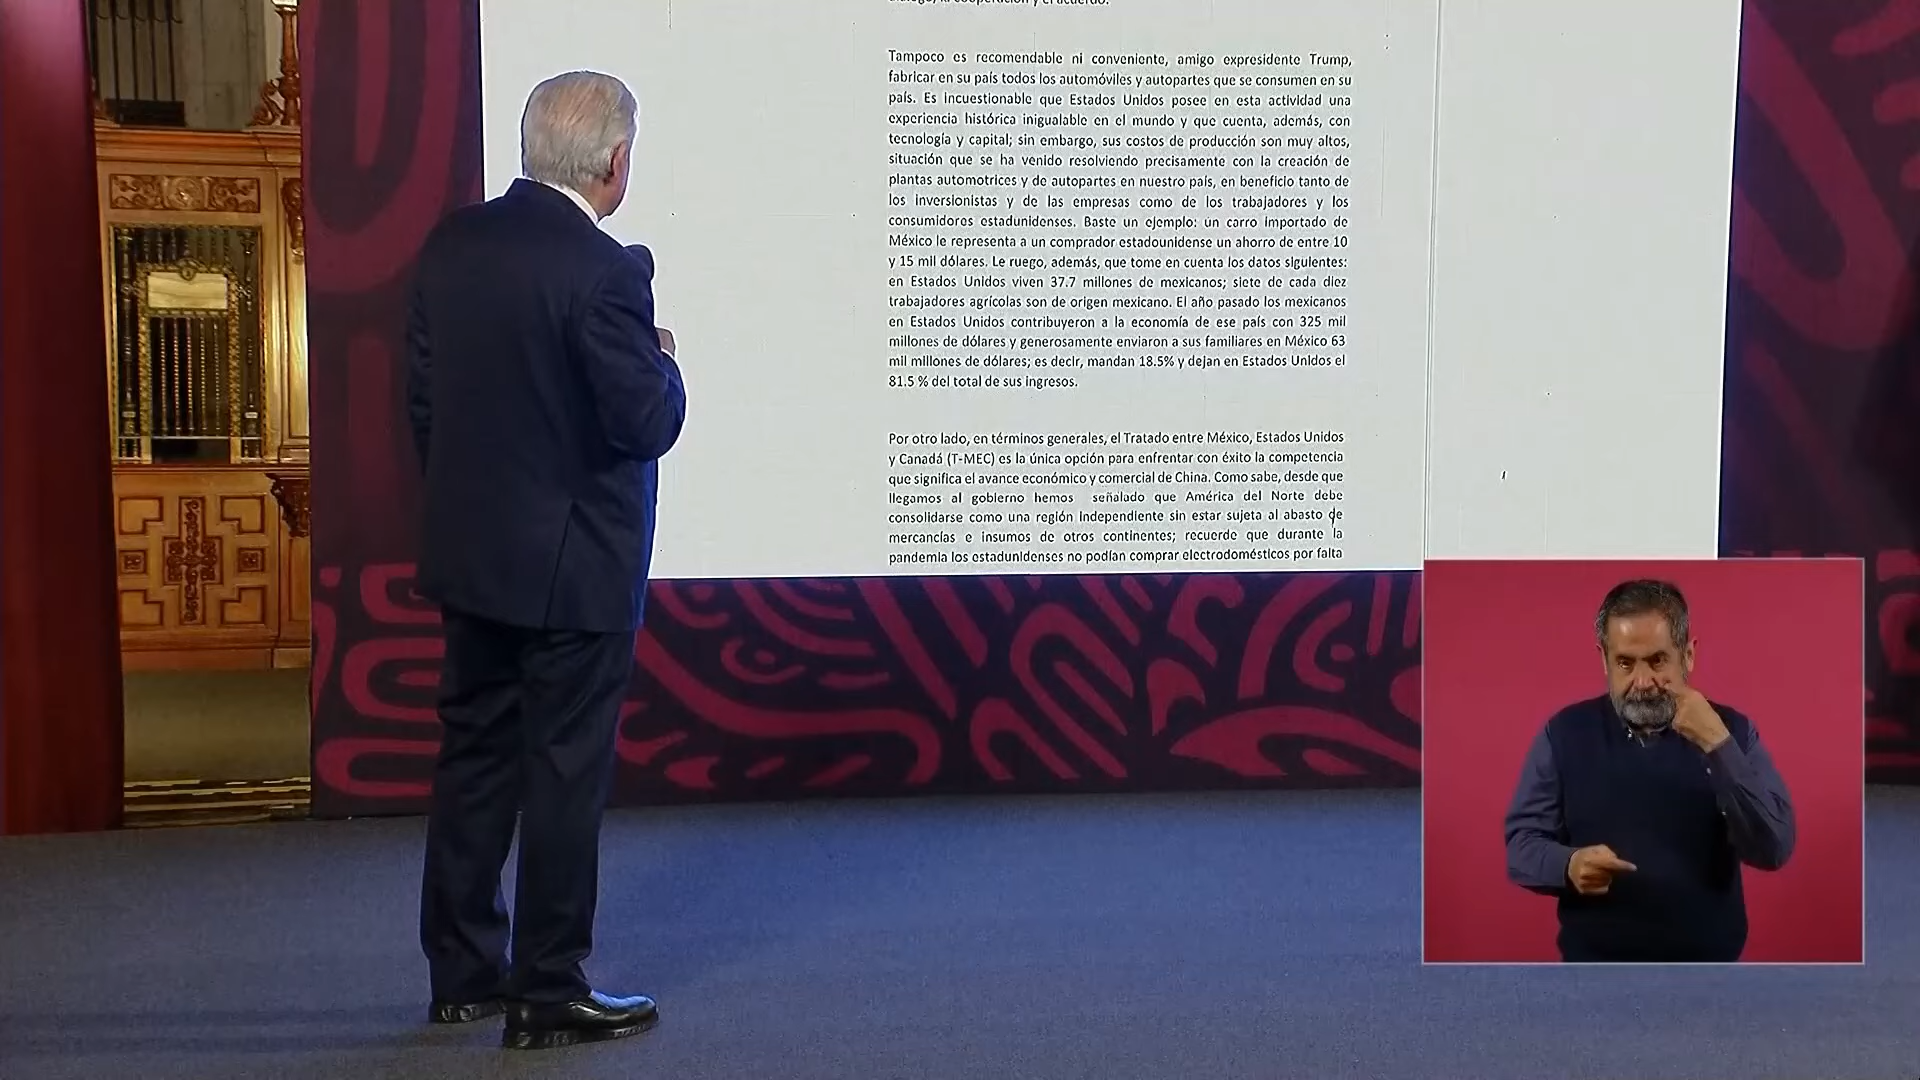 diálogo, la cooperación y el acuerdo.
Tampoco es recomendable ni conveniente, amigo expresidente Trump,
fabricar en su país todos los automóviles y autopartes que se consumen en su
país. Es incuestionable que Estados Unidos posee en esta actividad una
experiencia histórica inigualable en el mundo y que cuenta, además, con
tecnología y capital; sin embargo, sus costos de producción son muy altos,
situación que se ha venido resolviendo precisamente con la creación de
plantas automotrices y de autopartes en nuestro país, en beneficio tanto de
los inversionistas y de las empresas como de los trabajadores y los
consumidores estadunidenses. Baste un ejemplo: un carro importado de
México le representa a un comprador estadounidense un ahorro de entre 10
y 15 mil dólares. Le ruego, además, que tome en cuenta los datos siguientes:
en Estados Unidos viven 37.7 millones de mexicanos; siete de cada diez
trabajadores agrícolas son de origen mexicano. El año pasado los mexicanos
en Estados Unidos contribuyeron a la economía de ese país con 325 mil
millones de dólares y generosamente enviaron a sus familiares en México 63
mil millones de dólares; es decir, mandan 18.5% y dejan en Estados Unidos el
81.5 % del total de sus ingresos.
Por otro lado, en términos generales, el Tratado entre México, Estados Unidos
y Canadá (T-MEC) es la única opción para enfrentar con éxito la competencia
que significa el avance económico y comercial de China. Como sabe, desde que
llegamos al gobierno hemos señalado que América del Norte debe
consolidarse como una región independiente sin estar sujeta al abasto de
mercancías e insumos de otros continentes; recuerde que durante la
pandemia los estadunidenses no podían comprar electrodomésticos por falta